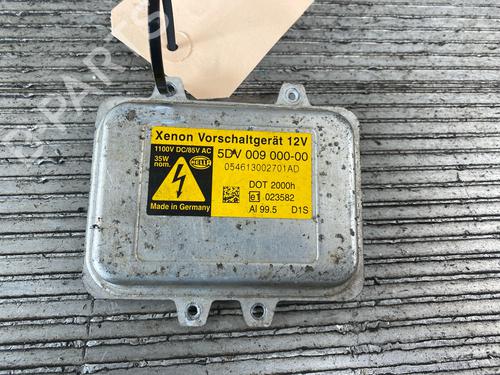 Xenon Vorschaltgerät 12V
1100V DC/85V AC
35W
nom.
HELLA
5DV 009 000-00
054613002701AD
DOT 2000h
e1 023582
Made in Germany
Al 99.5 D1S